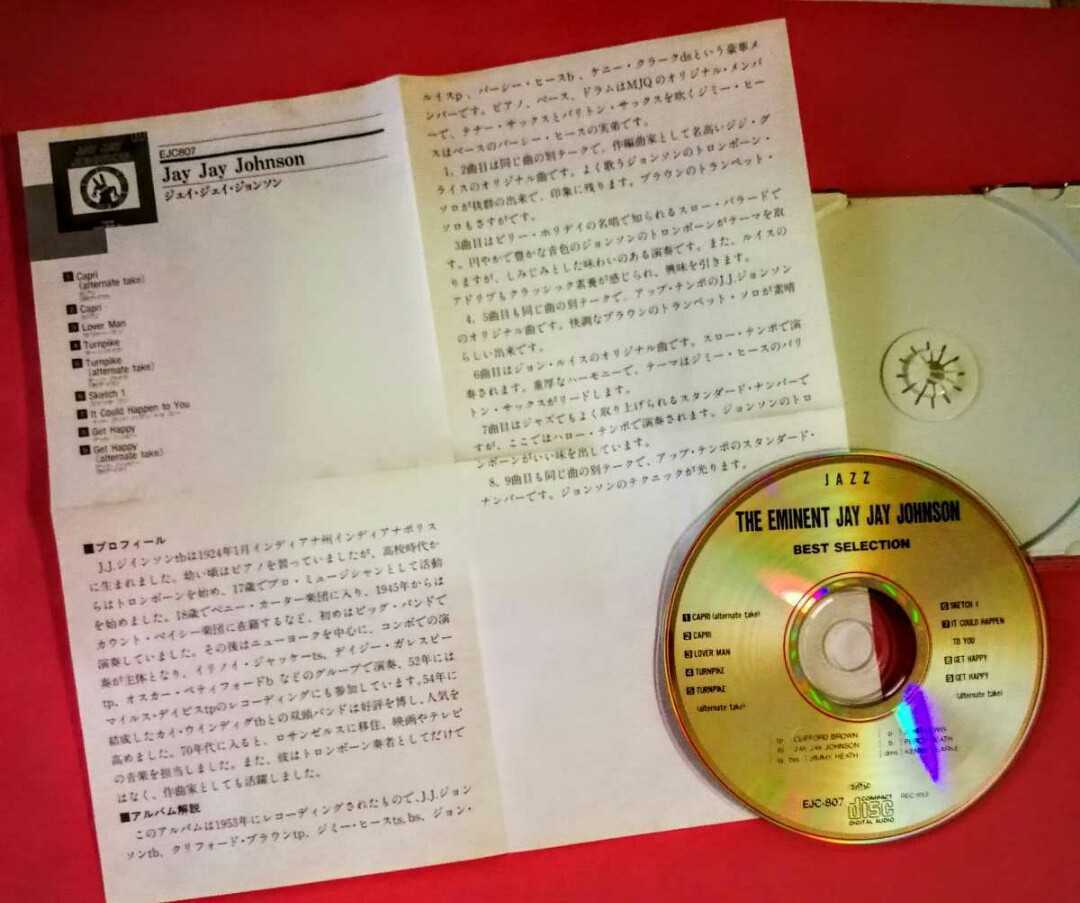 EJC807
Jay Jay Johnson
ジェイ・ジェイ・ジョンソン
1 Capri
(alternate take)
2 Capri
3 Lover Man
4 Turnpike
5 Turnpike
(alternate take)
6 Sketch 1
7 It Could Happen to You
8 Get Happy
9 Get Happy
(alternate take)
■プロフィール
J.J.ジインソンtbは1924年1月インディアナ州インディアナポリス
に生まれました。幼い頃はピアノを習っていましたが、高校時代か
らはトロンボーンを始め、17歳でプロ・ミュージシャンとして活動
を始めました。18歳でベニー・カーター楽団に入り、1945年からは
カウント・ベイシー楽団に在籍するなど、初めはビッグ・バンドで
演奏していました。その後はニューヨークを中心に、コンボでの演
奏が主体となり、イリノイ・ジャッケーts、デイジー・ガレスピー
tp、オスカー・ペティフォードb などのグループで演奏、52年には
マイルス・デイビスtpのレコーディングにも参加しています。54年に
結成したカイ・ウインディグtbとの双頭バンドは好評を博し、人気を
高めました。70年代に入ると、ロサンゼルスに移住、映画やテレビ
の音楽を担当しました。また、彼はトロンボーン奏者としてだけで
はなく、作曲家としても活躍しました。
■アルバム解説
このアルバムは1953年にレコーディングされたもので、J.J.ジョン
ソンtb、クリフォード・ブラウンtp、ジミー・ヒースts,bs、ジョン・
ルイスp 、パーシー・ヒースb 、ケニー・クラークdsという豪華メ
ンバーです。ピアノ、ベース、ドラムはMJQのオリジナル・メンバ
ーで、テナー・サックスとバリトン・サックスを吹くジミー・ヒー
スはベースのパーシー・ヒースの実弟です。
1、2曲目は同じ曲の別テークで、作編曲家として名高いジジ・グ
ライスのオリジナル曲です。よく歌うジョンソンのトロンボーン・
ソロが抜群の出来で、印象に残ります。ブラウンのトランペット・
ソロもさすがです。
3曲目はビリー・ホリデイの名唱で知られるスロー・バラードで
す。円やかで豊かな音色のジョンソンのトロンボーンがテーマを取
りますが、しみじみとした味わいのある演奏です。また、ルイスの
アドリブもクラッシック素養が感じられ、興味を引きます。
4、5曲目も同じ曲の別テークで、アップ・テンポのJ.J.ジョンソン
のオリジナル曲です。快調なブラウンのトランペット・ソロが素晴
らしい出来です。
6曲目はジョン・ルイスのオリジナル曲です。スロー・テンポで演
奏されます。重厚なハーモニーで、テーマはジミー・ヒースのバリ
トン・サックスがリードします。
7曲目はジャズでもよく取り上げられるスタンダード・ナンバーで
すが、ここではハロー・テンポで演奏されます。ジョンソンのトロ
ンボーンがいい味を出しています。
8、9曲目も同じ曲の別テークで、アップ・テンポのスタンダード・
ナンバーです。ジョンソンのテクニックが光ります。
JAZZ
THE EMINENT JAY JAY JOHNSON
BEST SELECTION
1 CAPRI (alternate take)
2 CAPRI
3 LOVER MAN
4 TURNPIKE
5 TURNPIKE
(alternate take)
6 SKETCH 1
7 IT COULD HAPPEN
TO YOU
8 GET HAPPY
9 GET HAPPY
(alternate take)
tp CLIFFORD BROWN
JAY JAY JOHNSON
JIMMY HEATH
EJC-807
COMPACT
disc
DIGITAL AUDIO